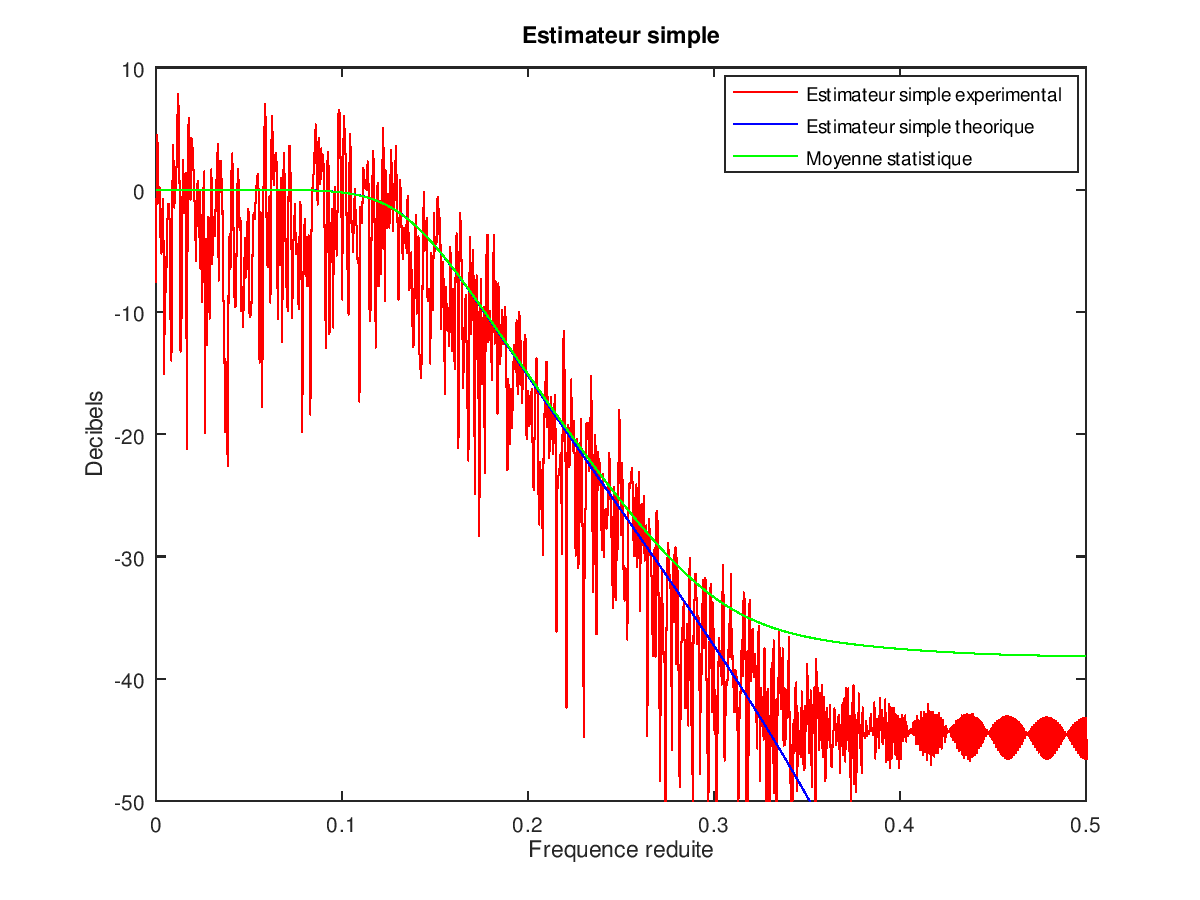 Estimateur simple
10
0
-10
-20
-30
-40
-50
Decibels
Estimateur simple experimental
Estimateur simple theorique
Moyenne statistique
0
0.1
0.2
0.3
0.4
0.5
Frequence reduite